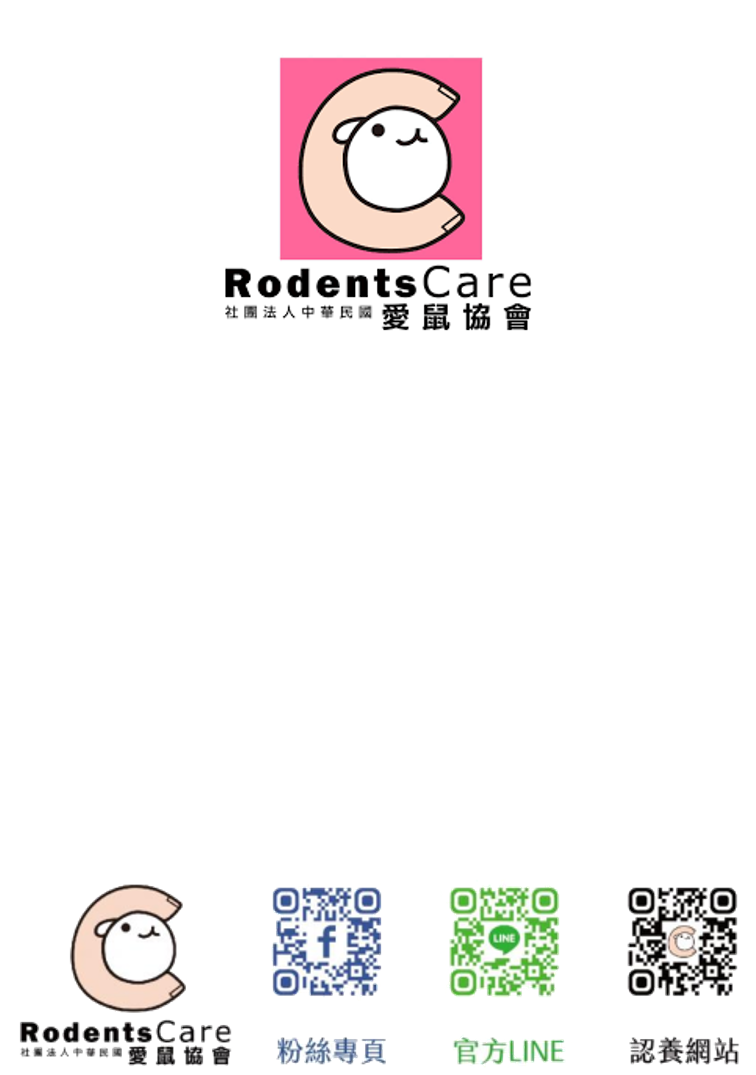 RodentsCare
社團法人中華民國愛鼠協會
RodentsCare
社團法人中華民國愛鼠協會
粉絲專頁
LINE
官方LINE
認養網站